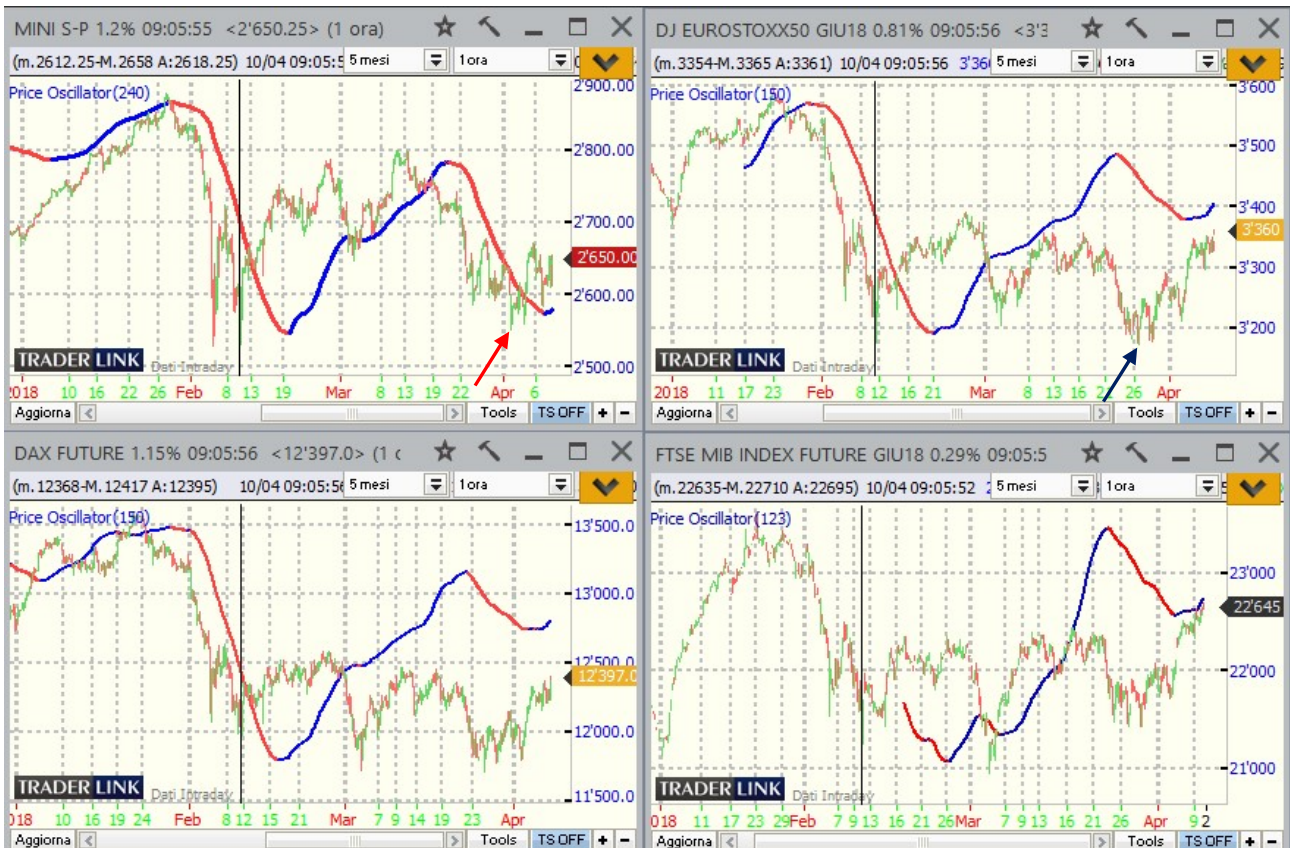 MINI S-P 1.2% 09:05:55 <2'650.25> (1 ora)
(m.2612.25-M.2658 A:2618.25) 10/04 09:05:5
5 mesi
1 ora
Price Oscillator(240)
2'900.00
2'800.00
2'700.00
2'650.00
2'600.00
2'500.00
TRADER LINK
Dati Intraday
2018 10 16 22 26 Feb 8 13 19 Mar 8 13 19 22 Apr 6
Aggiorna < > Tools TS OFF + -
DJ EUROSTOXX50 GIU18 0.81% 09:05:56 <3'3
(m.3354-M.3365 A:3361) 10/04 09:05:56 3'36
5 mesi
1 ora
Price Oscillator(150)
3'600
3'500
3'400
3'360
3'300
3'200
TRADER LINK
Dati Intraday
2018 11 17 23 Feb 8 12 16 21 Mar 8 13 16 21 26 Apr
Aggiorna < > Tools TS OFF + -
DAX FUTURE 1.15% 09:05:56 <12'397.0> (1 c
(m.12368-M.12417 A:12395) 10/04 09:05:56
5 mesi
1 ora
Price Oscillator(150)
13'500.0
13'000.0
12'500.0
12'397.0
12'000.0
11'500.0
TRADER LINK
Dati Intraday
018 10 16 19 24 Feb 8 12 15 21 Mar 7 9 14 19 23 Apr
Aggiorna < > Tools TS OFF + -
FTSE MIB INDEX FUTURE GIU18 0.29% 09:05:5
(m.22635-M.22710 A:22695) 10/04 09:05:52
5 mesi
1 ora
Price Oscillator(123)
23'000
22'645
22'000
21'000
TRADER LINK
Dati Intraday
018 11 17 23 29 Feb 7 9 13 16 21 26 Mar 7 9 13 16 21 26 Apr 9 2
Aggiorna < > Tools TS OFF + -